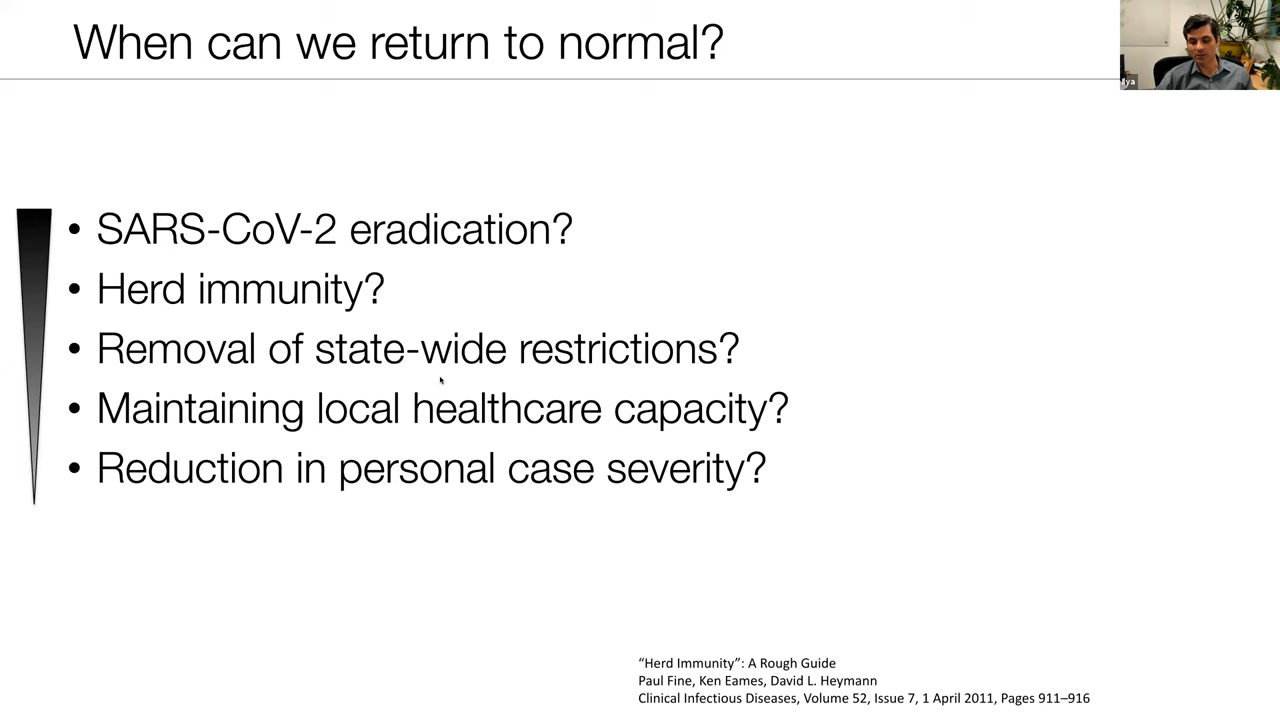 When can we return to normal?
lya
• SARS-CoV-2 eradication?
• Herd immunity?
• Removal of state-wide restrictions?
• Maintaining local healthcare capacity?
• Reduction in personal case severity?
“Herd Immunity”: A Rough Guide
Paul Fine, Ken Eames, David L. Heymann
Clinical Infectious Diseases, Volume 52, Issue 7, 1 April 2011, Pages 911–916